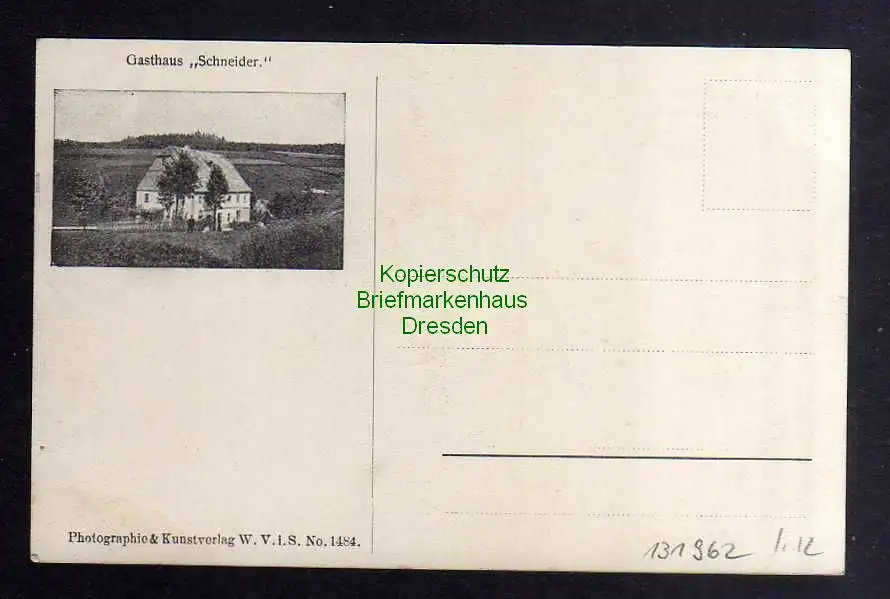 Gasthaus „Schneider.“
Kopierschutz
Briefmarkenhaus
Dresden
Photographie & Kunstverlag W. V. i. S. No. 1484.
131962